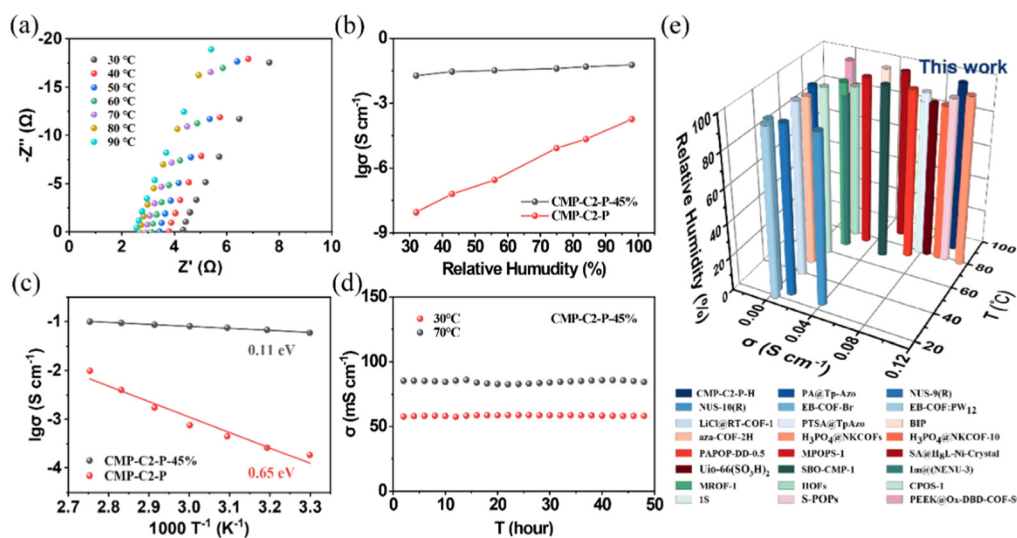 (a)
-20
-15
-10
-5
0
-Z'' (Ω)
30 °C
40 °C
50 °C
60 °C
70 °C
80 °C
90 °C
0 2 4 6 8 10
Z' (Ω)
(b)
0
-3
-6
-9
lgσ (S cm⁻¹)
CMP-C2-P-45%
CMP-C2-P
30 40 50 60 70 80 90 100
Relative Humudity (%)
(c)
-1
-2
-3
-4
lgσ (S cm⁻¹)
0.11 eV
0.65 eV
CMP-C2-P-45%
CMP-C2-P
2.7 2.8 2.9 3.0 3.1 3.2 3.3
1000 T⁻¹ (K⁻¹)
(d)
150
100
50
0
σ (mS cm⁻¹)
30°C
70°C
CMP-C2-P-45%
0 10 20 30 40 50
T (hour)
(e)
This work
100
80
60
40
20
0
Relative Humidity (%)
0.00
0.04
0.08
0.12
σ (S cm⁻¹)
20
40
60
80
100
T (°C)
CMP-C2-P-H PA@Tp-Azo NUS-9(R)
NUS-10(R) EB-COF-Br EB-COF:PW₁₂
LiCl@RT-COF-1 PTSA@TpAzo BIP
aza-COF-2H H₃PO₄@NKCOFs H₃PO₄@NKCOF-10
PAPOP-DD-0.5 MPOPS-1 SA@H₈L-Ni-Crystal
Uio-66(SO₃H)₂ SBO-CMP-1 Im@(NENU-3)
MROF-1 HOFs CPOS-1
1S S-POPs PEEK@Ox-DBD-COF-S